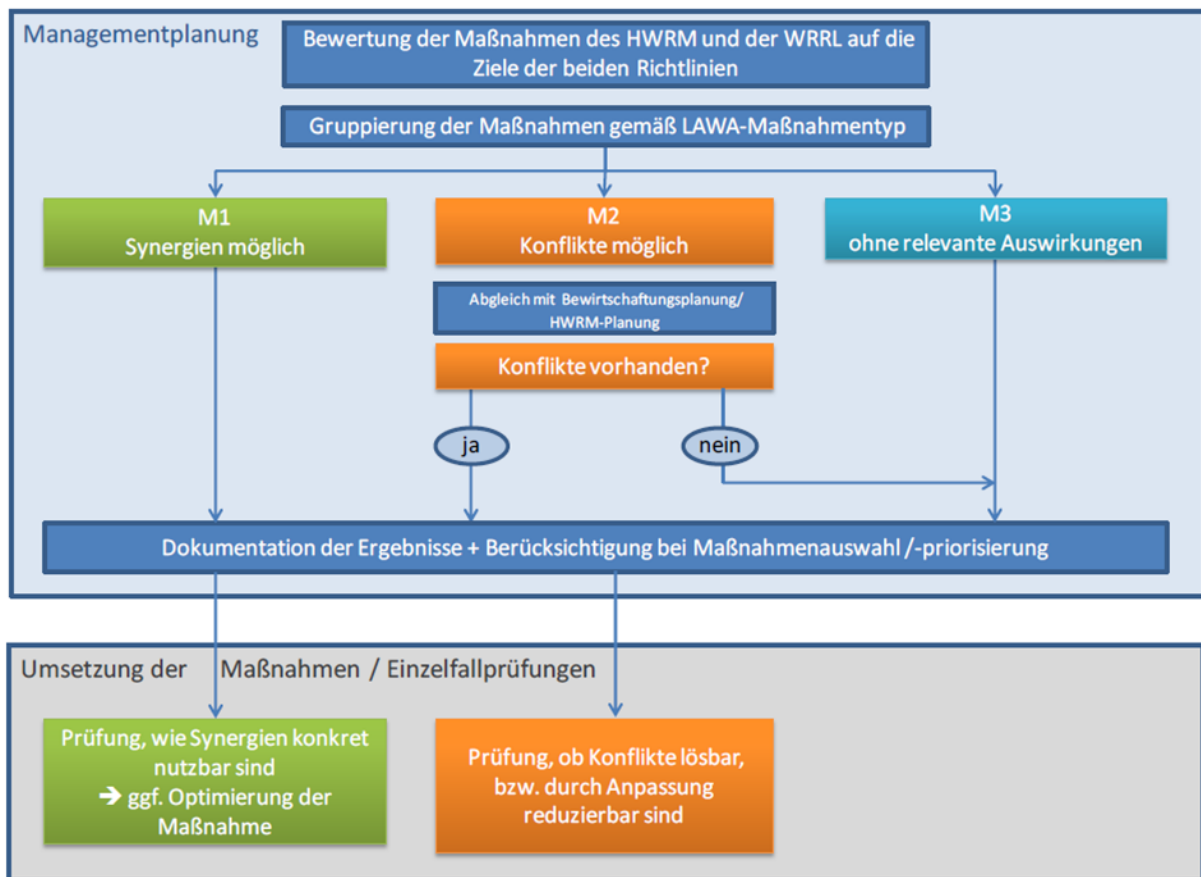 Managementplanung
Bewertung der Maßnahmen des HWRM und der WRRL auf die
Ziele der beiden Richtlinien
Gruppierung der Maßnahmen gemäß LAWA-Maßnahmentyp
M1
Synergien möglich
M2
Konflikte möglich
M3
ohne relevante Auswirkungen
Abgleich mit Bewirtschaftungsplanung/
HWRM-Planung
Konflikte vorhanden?
ja
nein
Dokumentation der Ergebnisse + Berücksichtigung bei Maßnahmenauswahl /-priorisierung
Umsetzung der Maßnahmen / Einzelfallprüfungen
Prüfung, wie Synergien konkret
nutzbar sind
➔ ggf. Optimierung der
Maßnahme
Prüfung, ob Konflikte lösbar,
bzw. durch Anpassung
reduzierbar sind